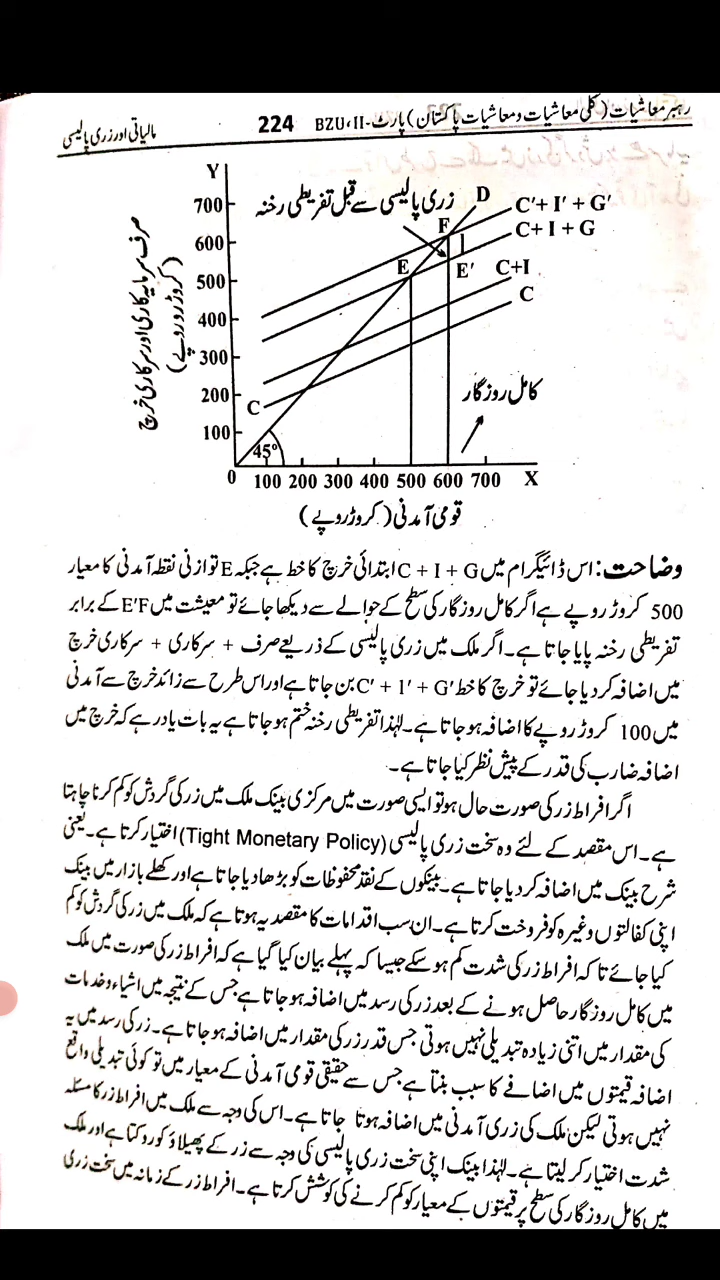 رہبر معاشیات (کلی معاشیات و معاشیات پاکستان) پارٹ-II، BZU 224 مالیاتی اور زری پالیسی
Y
700
600
500
400
300
200
100
صرف سرمایہ کاری اور سرکاری خرچ
(کروڑ روپے)
زری پالیسی سے قبل تفریطی رخنہ
D
C′+ I′ + G′
F
C+ I + G
E
E′
C+I
C
C
کامل روزگار
45°
0 100 200 300 400 500 600 700 X
قومی آمدنی (کروڑ روپے)
وضاحت: اس ڈائیگرام میں C + I + G ابتدائی خرچ کا خط ہے جبکہ E توازنی نقطہ آمدنی کا معیار
500 کروڑ روپے ہے اگر کامل روزگار کی سطح کے حوالے سے دیکھا جائے تو معیشت میں E′F کے برابر
تفریطی رخنہ پایا جاتا ہے۔ اگر ملک میں زری پالیسی کے ذریعے صرف + سرکاری + سرکاری خرچ
میں اضافہ کر دیا جائے تو خرچ کا خط C′ + 1′ + G′ بن جاتا ہے اور اس طرح سے زائد خرچ سے آمدنی
میں 100 کروڑ روپے کا اضافہ ہو جاتا ہے۔ لہٰذا تفریطی رخنہ ختم ہو جاتا ہے یہ بات یاد رہے کہ خرچ میں
اضافہ ضارب کی قدر کے پیش نظر کیا جاتا ہے۔
اگر افراط زر کی صورت حال ہو تو ایسی صورت میں مرکزی بینک ملک میں زر کی گردش کو کم کرنا چاہتا
ہے۔ اس مقصد کے لئے وہ سخت زری پالیسی (Tight Monetary Policy) اختیار کرتا ہے۔ یعنی
شرح بینک میں اضافہ کر دیا جاتا ہے۔ بینکوں کے نقد محفوظات کو بڑھا دیا جاتا ہے اور کھلے بازار میں بینک
اپنی کفالتوں وغیرہ کو فروخت کرتا ہے۔ ان سب اقدامات کا مقصد یہ ہوتا ہے کہ ملک میں زر کی گردش کو کم
کیا جائے تا کہ افراط زر کی شدت کم ہو سکے جیسا کہ پہلے بیان کیا گیا ہے کہ افراط زر کی صورت میں ملک
میں کامل روزگار حاصل ہونے کے بعد زر کی رسد میں اضافہ ہو جاتا ہے جس کے نتیجہ میں اشیاء و خدمات
کی مقدار میں اتنی زیادہ تبدیلی نہیں ہوتی جس قدر زر کی مقدار میں اضافہ ہو جاتا ہے۔ زر کی رسد میں یہ
اضافہ قیمتوں میں اضافے کا سبب بنتا ہے جس سے حقیقی قومی آمدنی کے معیار میں تو کوئی تبدیلی واقع
نہیں ہوتی لیکن ملک کی زری آمدنی میں اضافہ ہوتا جاتا ہے۔ اس کی وجہ سے ملک میں افراط زر کا مسئلہ
شدت اختیار کر لیتا ہے۔ لہٰذا بینک اپنی سخت زری پالیسی کی وجہ سے زر کے پھیلاؤ کو روکتا ہے اور ملک
میں کامل روزگار کی سطح پر قیمتوں کے معیار کو کم کرنے کی کوشش کرتا ہے۔ افراط زر کے زمانہ میں سخت زری